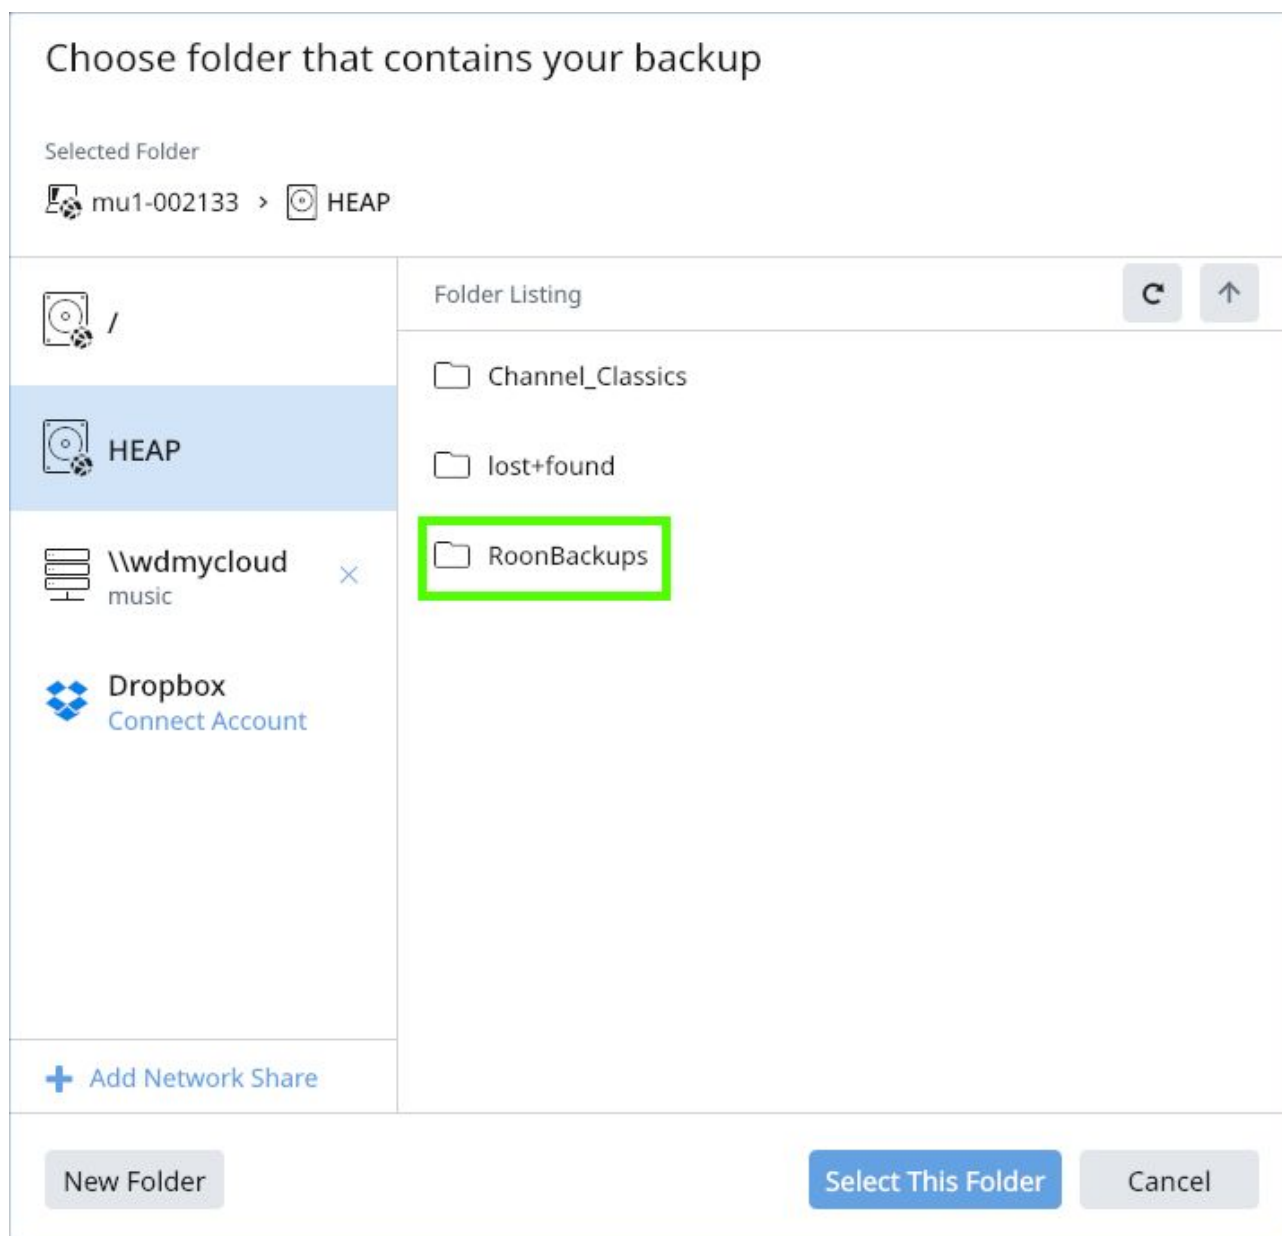 Choose folder that contains your backup
Selected Folder
mu1-002133 > HEAP
/
HEAP
\\wdmycloud
music
Dropbox
Connect Account
Add Network Share
Folder Listing
Channel_Classics
lost+found
RoonBackups
New Folder
Select This Folder
Cancel